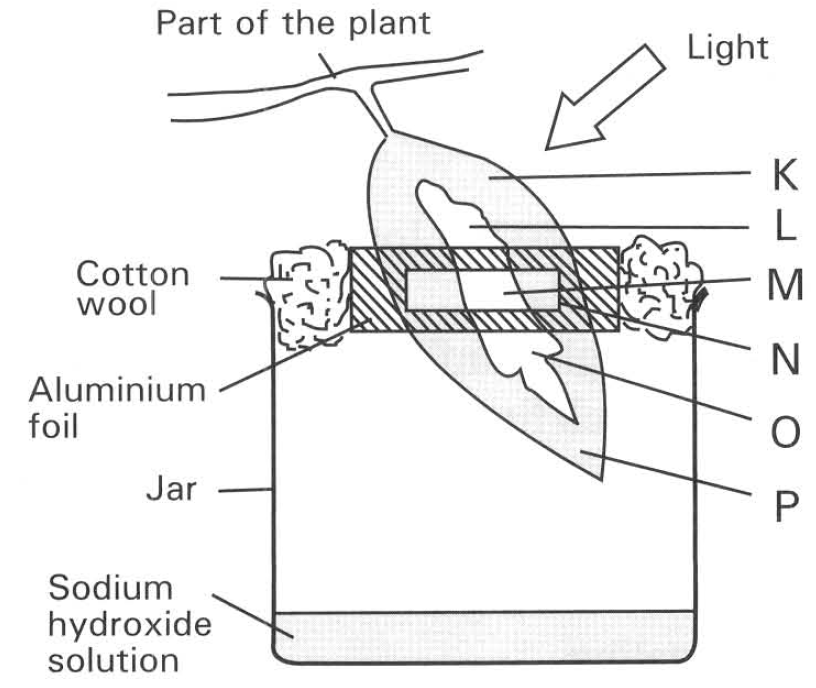 Part of the plant
Light
K
L
Cotton
wool
M
N
Aluminium
foil
O
Jar
P
Sodium
hydroxide
solution